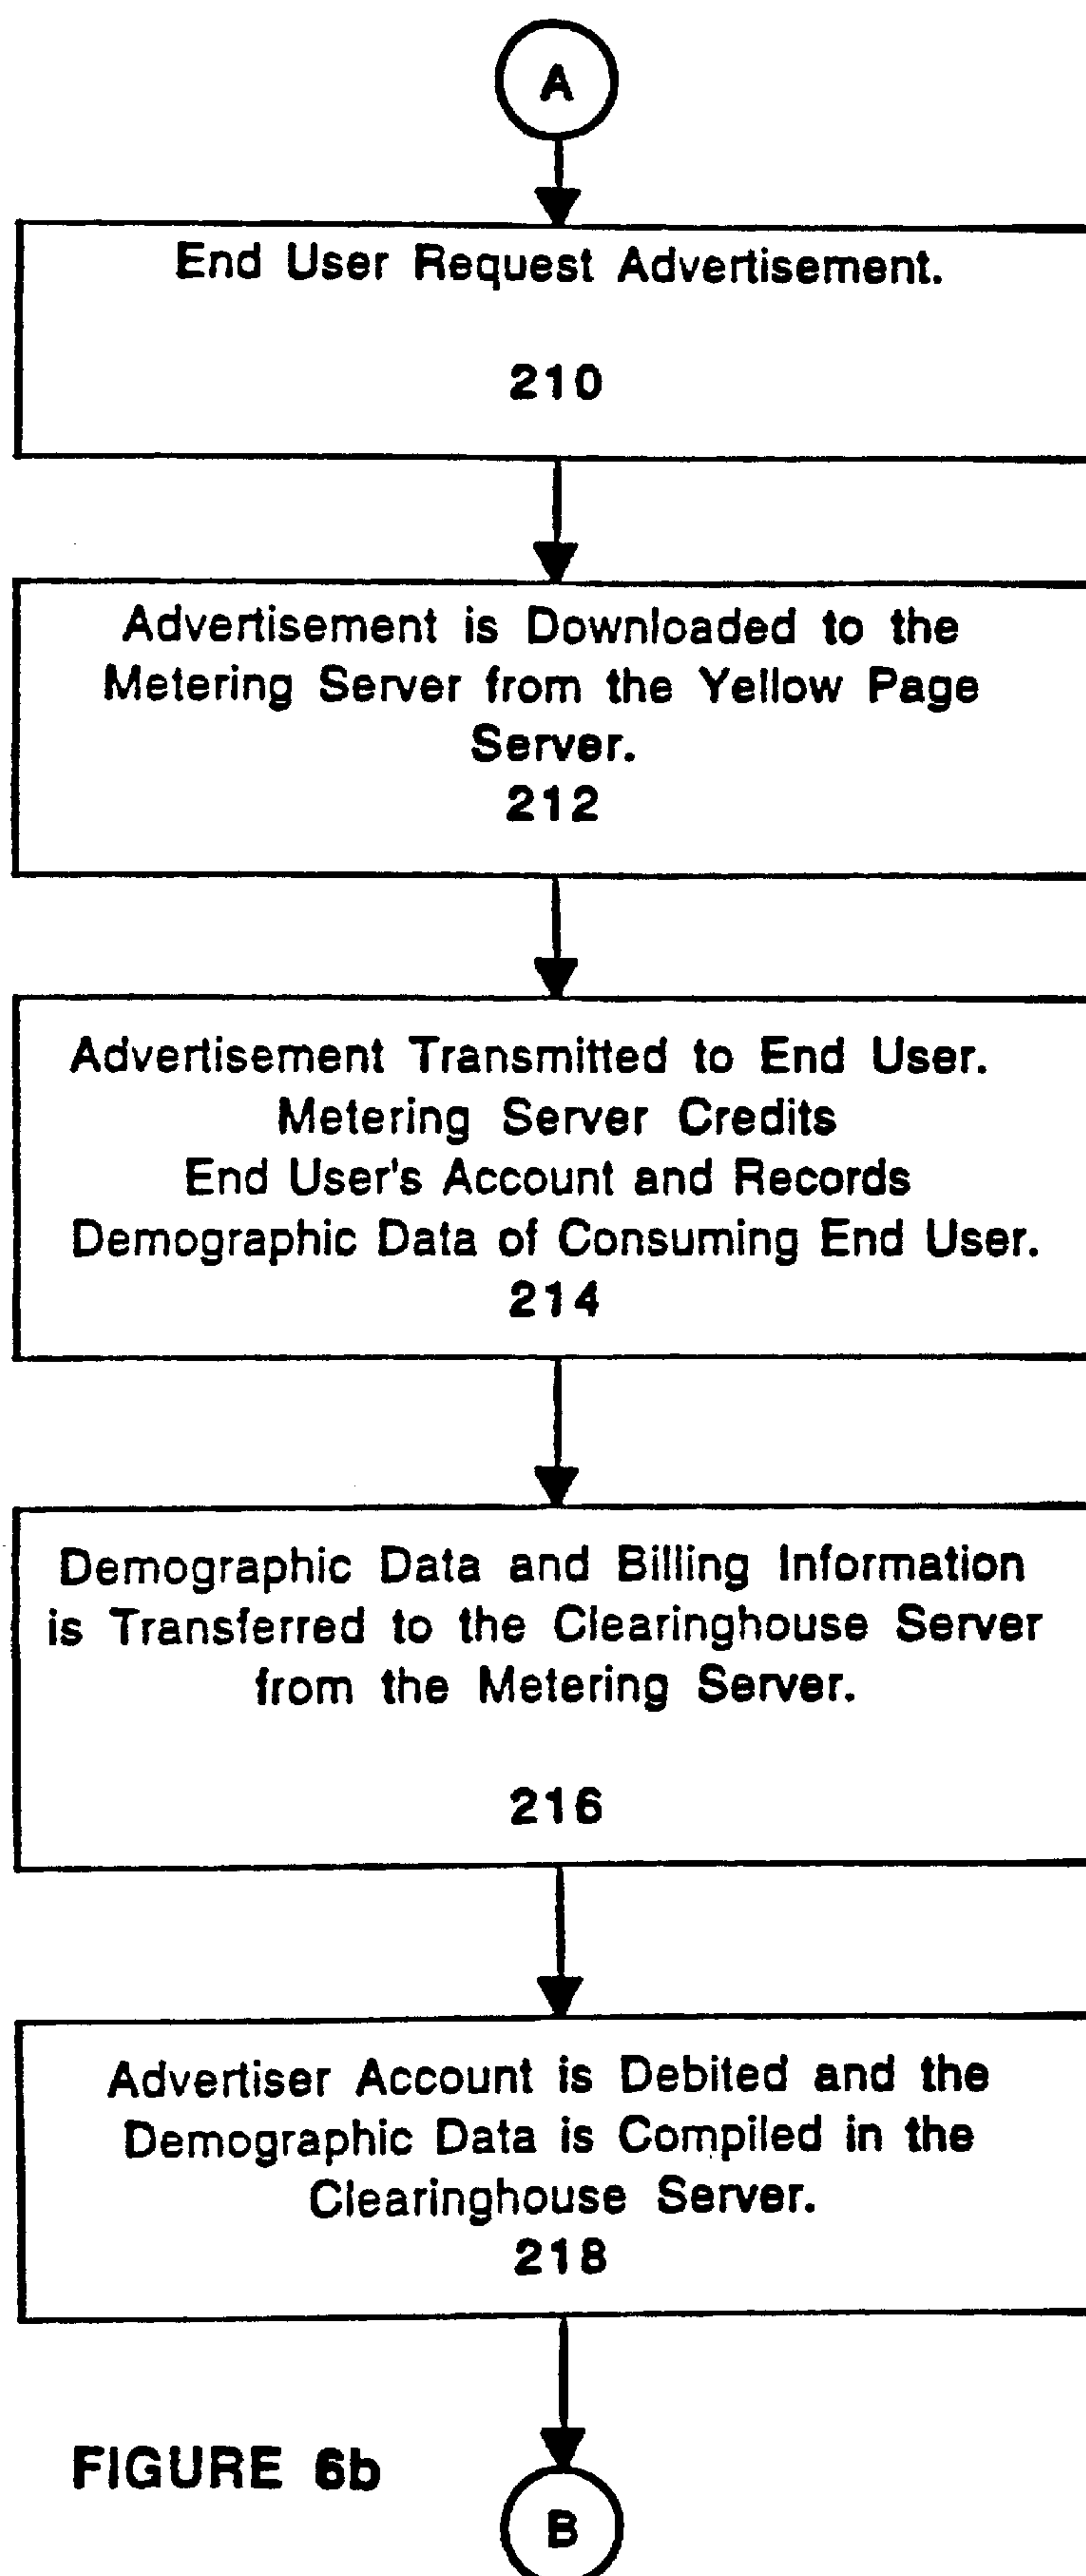 A
End User Request Advertisement.
210
Advertisement is Downloaded to the
Metering Server from the Yellow Page
Server.
212
Advertisement Transmitted to End User.
Metering Server Credits
End User's Account and Records
Demographic Data of Consuming End User.
214
Demographic Data and Billing Information
is Transferred to the Clearinghouse Server
from the Metering Server.
216
Advertiser Account is Debited and the
Demographic Data is Compiled in the
Clearinghouse Server.
218
FIGURE 6b
B